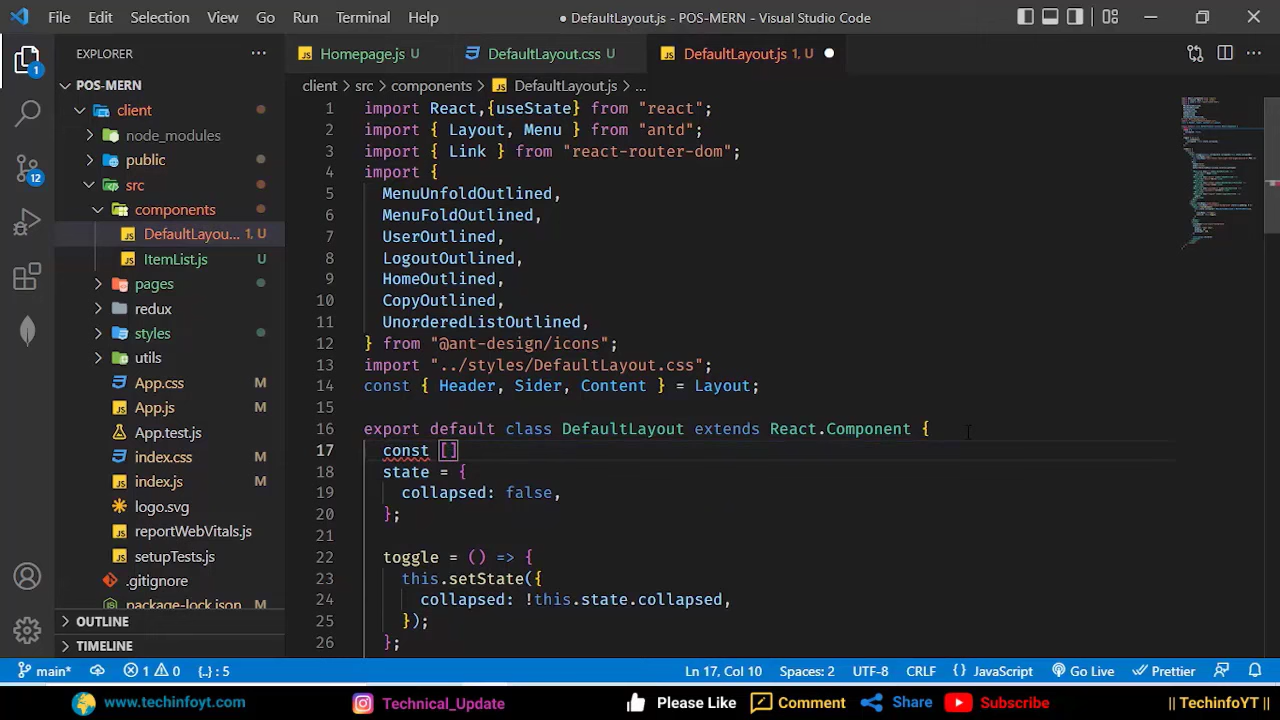 File Edit Selection View Go Run Terminal Help ● DefaultLayout.js - POS-MERN - Visual Studio Code
EXPLORER
Homepage.js U
DefaultLayout.css U
DefaultLayout.js 1, U
POS-MERN
client > src > components > DefaultLayout.js > ...
client
node_modules
public
src
components
DefaultLayou... 1, U
ItemList.js U
pages
redux
styles
utils
App.css M
App.js M
App.test.js
index.css M
index.js M
logo.svg
reportWebVitals.js
setupTests.js
.gitignore
package-lock.json M
OUTLINE
TIMELINE
1
12
1 import React,{useState} from "react";
2 import { Layout, Menu } from "antd";
3 import { Link } from "react-router-dom";
4 import {
5 MenuUnfoldOutlined,
6 MenuFoldOutlined,
7 UserOutlined,
8 LogoutOutlined,
9 HomeOutlined,
10 CopyOutlined,
11 UnorderedListOutlined,
12 } from "@ant-design/icons";
13 import "../styles/DefaultLayout.css";
14 const { Header, Sider, Content } = Layout;
15
16 export default class DefaultLayout extends React.Component {
17 const []
18 state = {
19 collapsed: false,
20 };
21
22 toggle = () => {
23 this.setState({
24 collapsed: !this.state.collapsed,
25 });
26 };
main* 1 0 {..} : 5 Ln 17, Col 10 Spaces: 2 UTF-8 CRLF {} JavaScript Go Live Prettier
www.techinfoyt.com Technical_Update Please Like Comment Share Subscribe || TechinfoYT ||